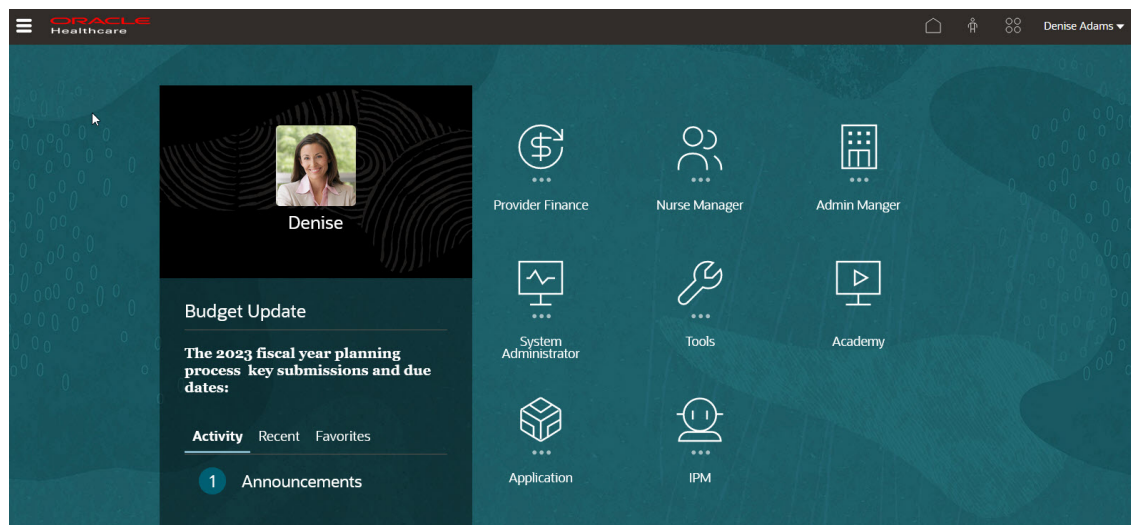 ORACLE
Healthcare
Denise Adams
Denise
Budget Update
The 2023 fiscal year planning
process key submissions and due
dates:
Activity Recent Favorites
1 Announcements
Provider Finance
Nurse Manager
Admin Manger
System
Administrator
Tools
Academy
Application
IPM